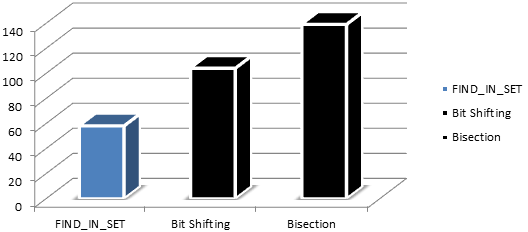 140
120
100
80
60
40
20
0
FIND_IN_SET Bit Shifting Bisection
FIND_IN_SET
Bit Shifting
Bisection